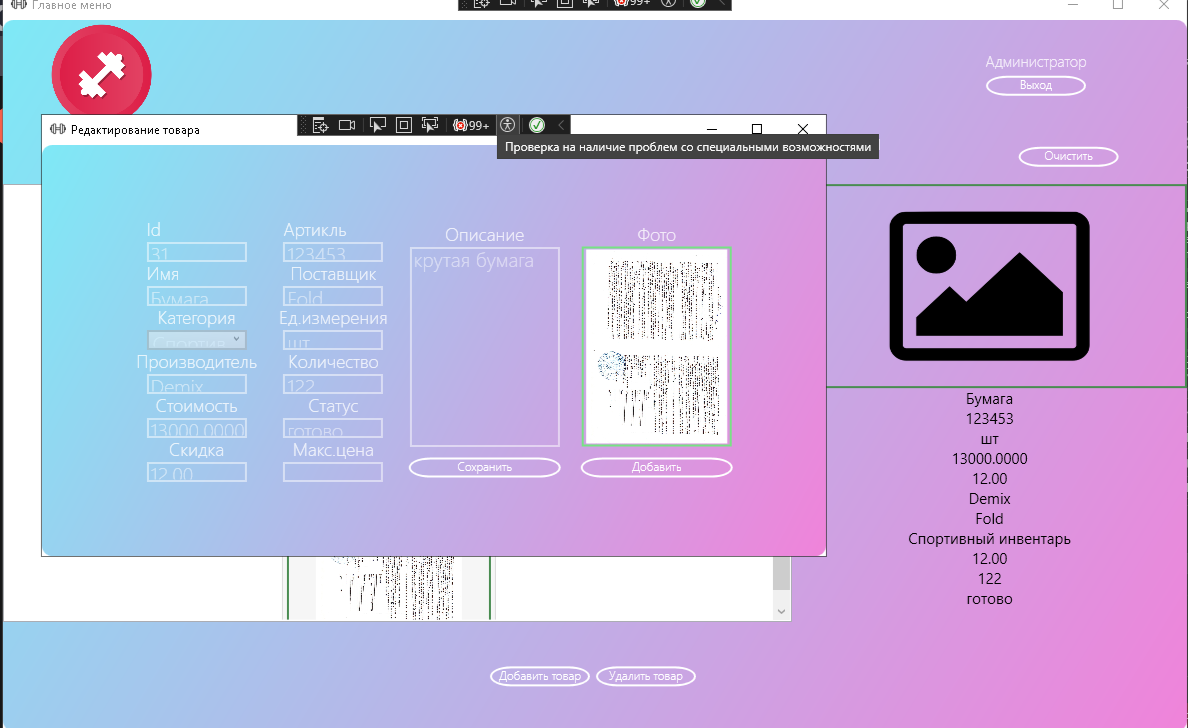 Главное меню
99+
Администратор
Выход
Очистить
Редактирование товара
99+
Проверка на наличие проблем со специальными возможностями
Id
31
Артикль
123453
Описание
крутая бумага
Фото
Имя
Бумага
Поставщик
Fold
Категория
Ед.измерения
шт
Производитель
Demix
Количество
122
Стоимость
13000.0000
Статус
готово
Скидка
12.00
Макс.цена
Сохранить
Добавить
Бумага
123453
шт
13000.0000
12.00
Demix
Fold
Спортивный инвентарь
12.00
122
готово
Добавить товар
Удалить товар